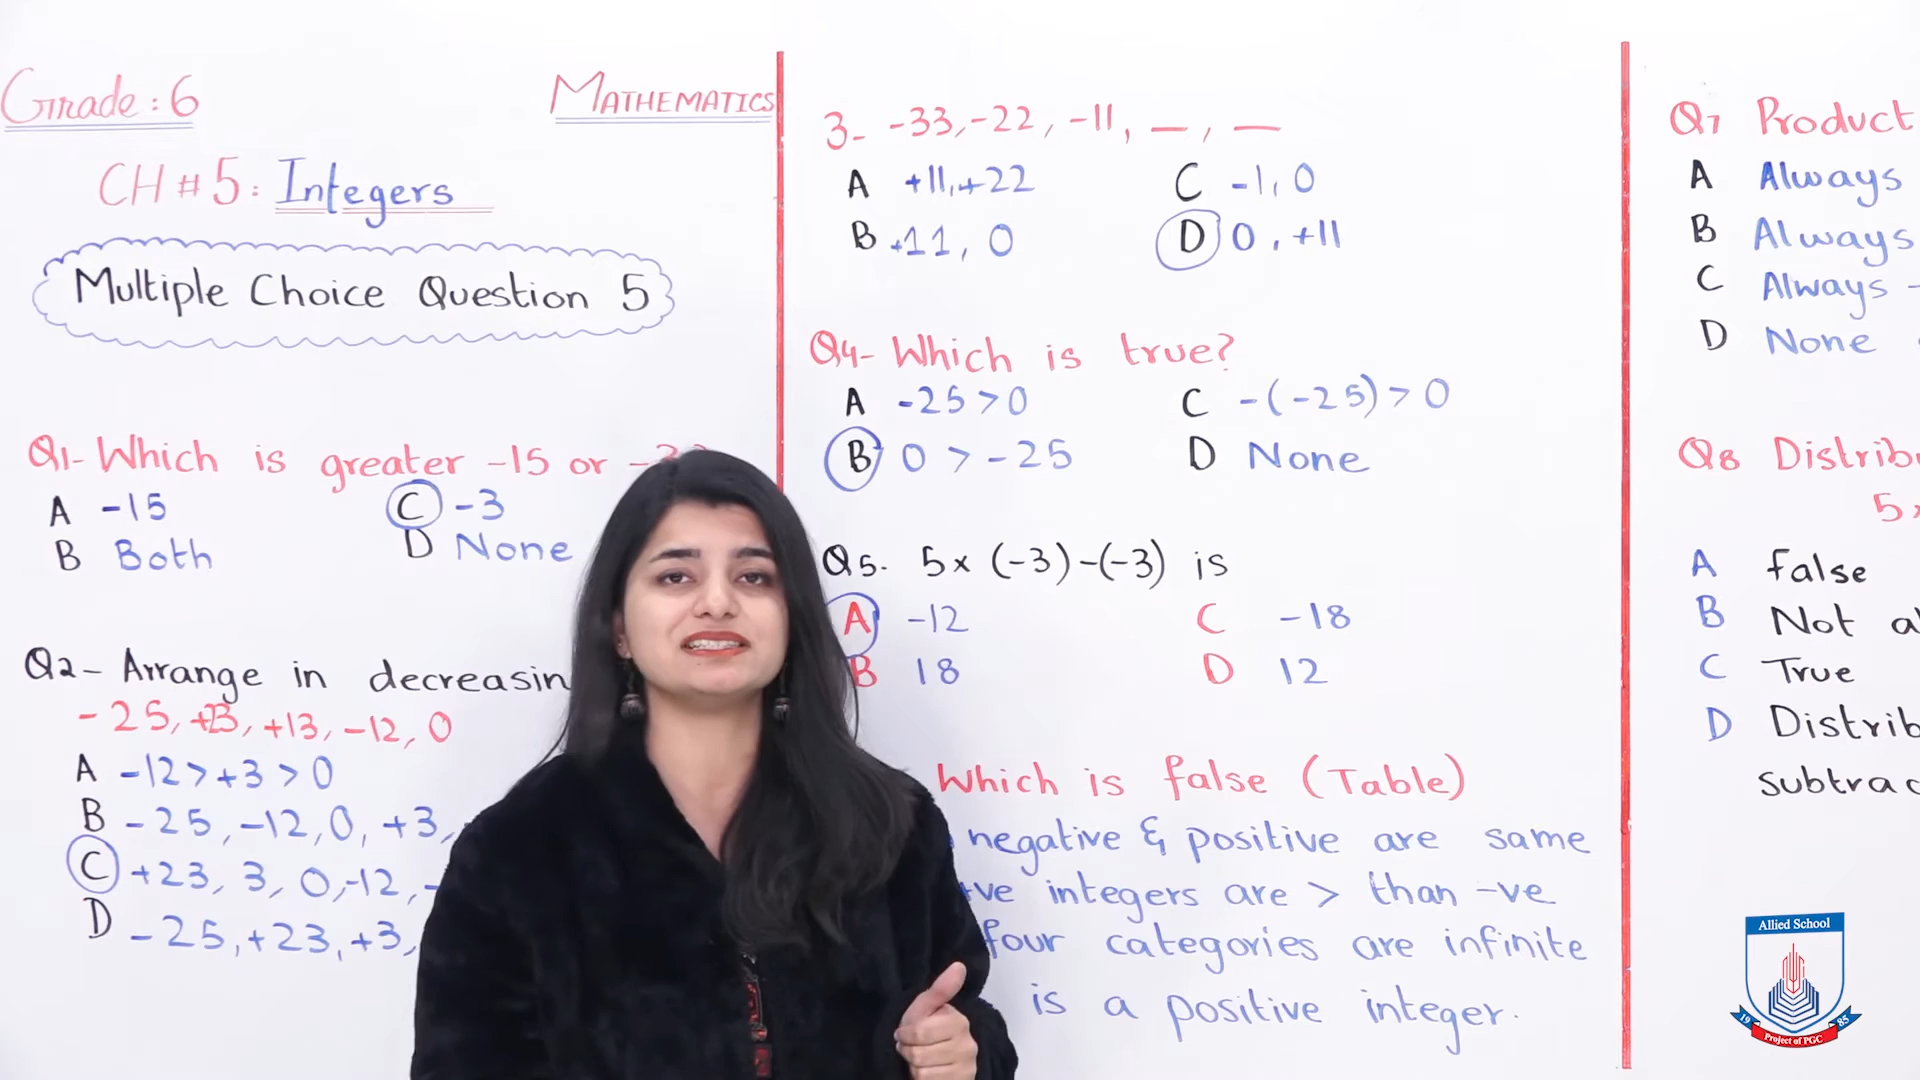 Grade: 6
MATHEMATICS
CH # 5: Integers
Multiple Choice Question 5
Q1- Which is greater -15 or
A -15
C -3
B Both
D None
Q2- Arrange in decreasin
-25, +3, +13, -12, 0
A -12 > +3 > 0
B -25, -12, 0, +3,
C +23, 3, 0, -12, -
D -25, +23, +3,
3- -33, -22, -11, __, __
A +11, +22
C -1, 0
B +11, 0
D 0, +11
Q4- Which is true?
A -25 > 0
C -(-25) > 0
B 0 > -25
D None
Q5. 5 x (-3) - (-3) is
A -12
C -18
B 18
D 12
Which is false (Table)
negative & positive are same
+ve integers are > than -ve
four categories are infinite
is a positive integer.
Q7 Product
A Always
B Always
C Always -
D None
Q8 Distrib
5 x
A false
B Not al
C True
D Distrib
subtrac
Allied School
1985
Project of PGC